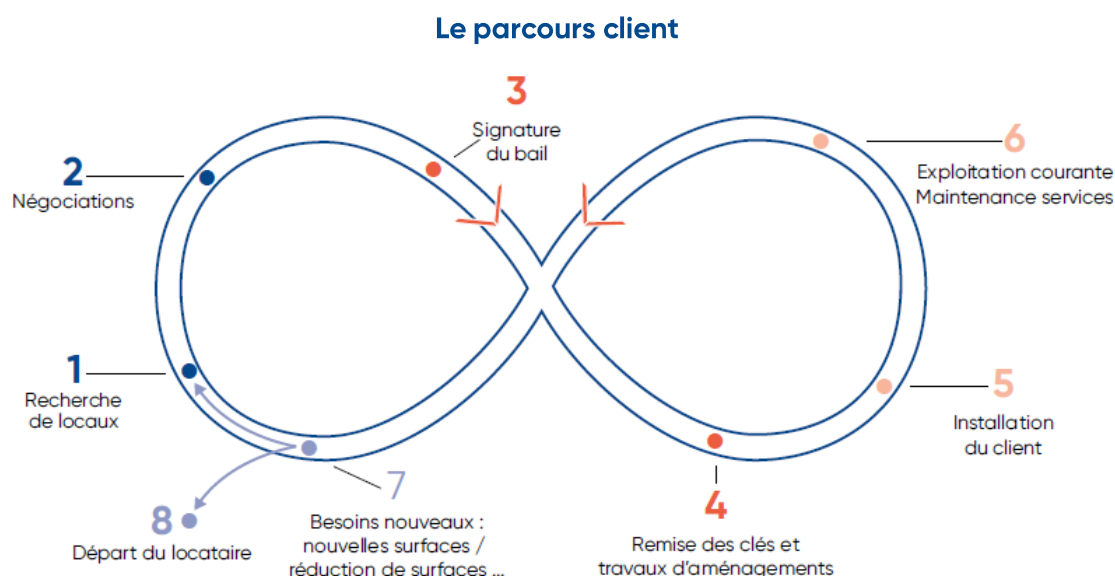 Le parcours client
3
Signature
du bail
2
Négociations
6
Exploitation courante
Maintenance services
1
Recherche
de locaux
5
Installation
du client
7
Besoins nouveaux :
nouvelles surfaces /
réduction de surfaces ...
8
Départ du locataire
4
Remise des clés et
travaux d’aménagements